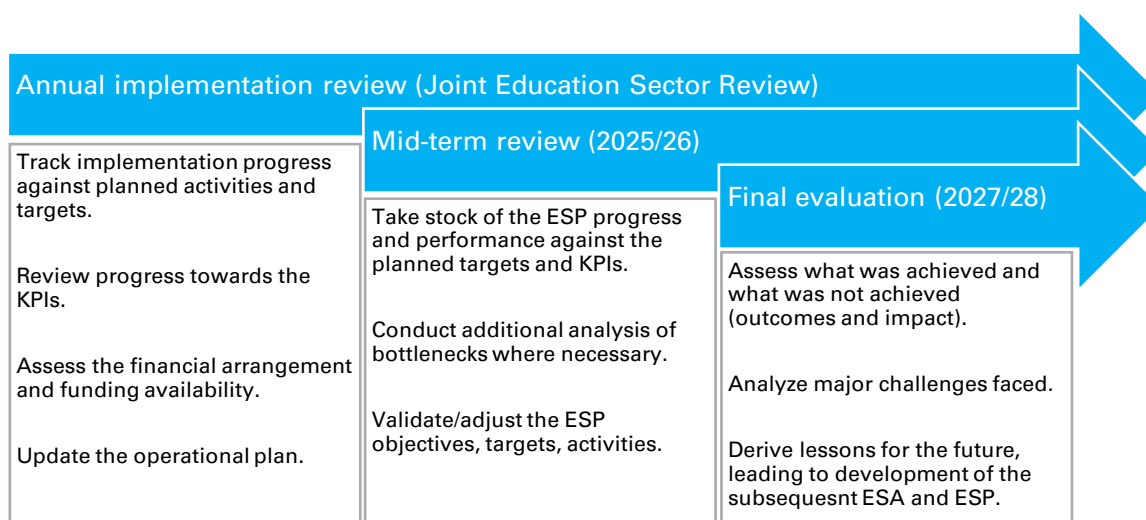 Annual implementation review (Joint Education Sector Review)
Track implementation progress
against planned activities and
targets.
Review progress towards the
KPIs.
Assess the financial arrangement
and funding availability.
Update the operational plan.
Mid-term review (2025/26)
Take stock of the ESP progress
and performance against the
planned targets and KPIs.
Conduct additional analysis of
bottlenecks where necessary.
Validate/adjust the ESP
objectives, targets, activities.
Final evaluation (2027/28)
Assess what was achieved and
what was not achieved
(outcomes and impact).
Analyze major challenges faced.
Derive lessons for the future,
leading to development of the
subsequesnt ESA and ESP.